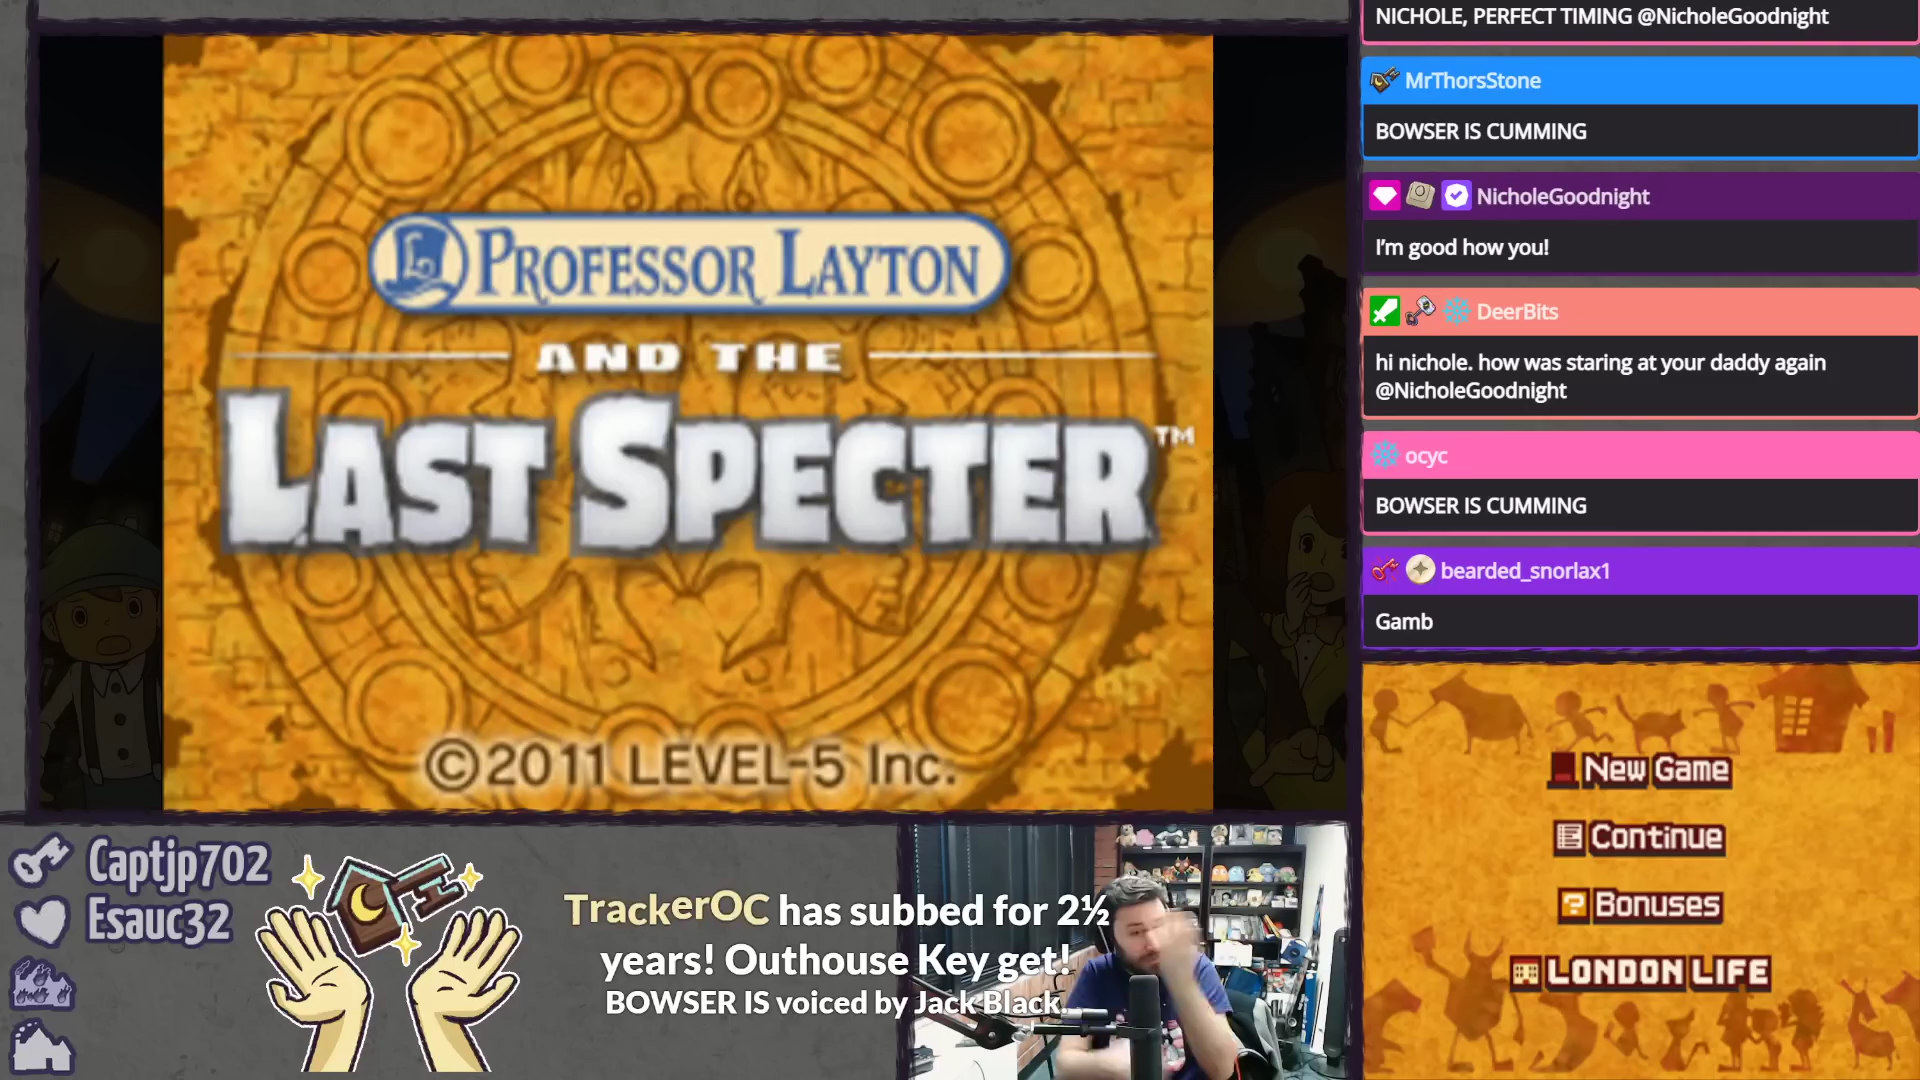 PROFESSOR LAYTON
AND THE
LAST SPECTER™
©2011 LEVEL-5 Inc.
NICHOLE, PERFECT TIMING @NicholeGoodnight
MrThorsStone
BOWSER IS CUMMING
NicholeGoodnight
I'm good how you!
DeerBits
hi nichole. how was staring at your daddy again
@NicholeGoodnight
ocyc
BOWSER IS CUMMING
bearded_snorlax1
Gamb
New Game
Continue
Bonuses
LONDON LIFE
Captjp702
Esauc32
TrackerOC has subbed for 2½
years! Outhouse Key get!
BOWSER IS voiced by Jack Black.